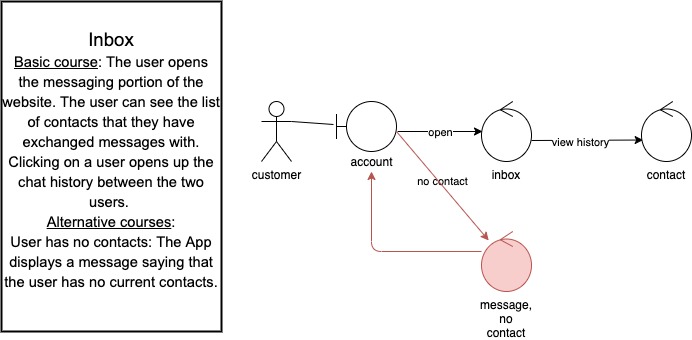 Inbox
Basic course: The user opens
the messaging portion of the
website. The user can see the list
of contacts that they have
exchanged messages with.
Clicking on a user opens up the
chat history between the two
users.
Alternative courses:
User has no contacts: The App
displays a message saying that
the user has no current contacts.
customer
account
open
inbox
view history
contact
no contact
message,
no
contact